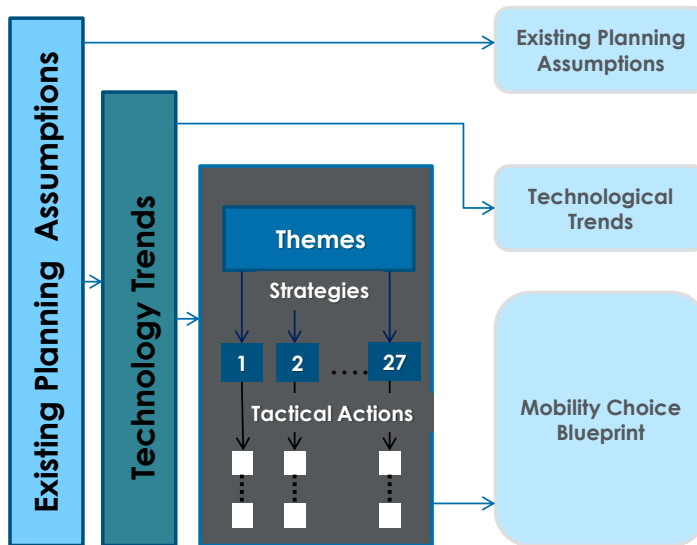 Existing Planning Assumptions
Technology Trends
Themes
Strategies
1
2
....
27
Tactical Actions
Existing Planning
Assumptions
Technological
Trends
Mobility Choice
Blueprint